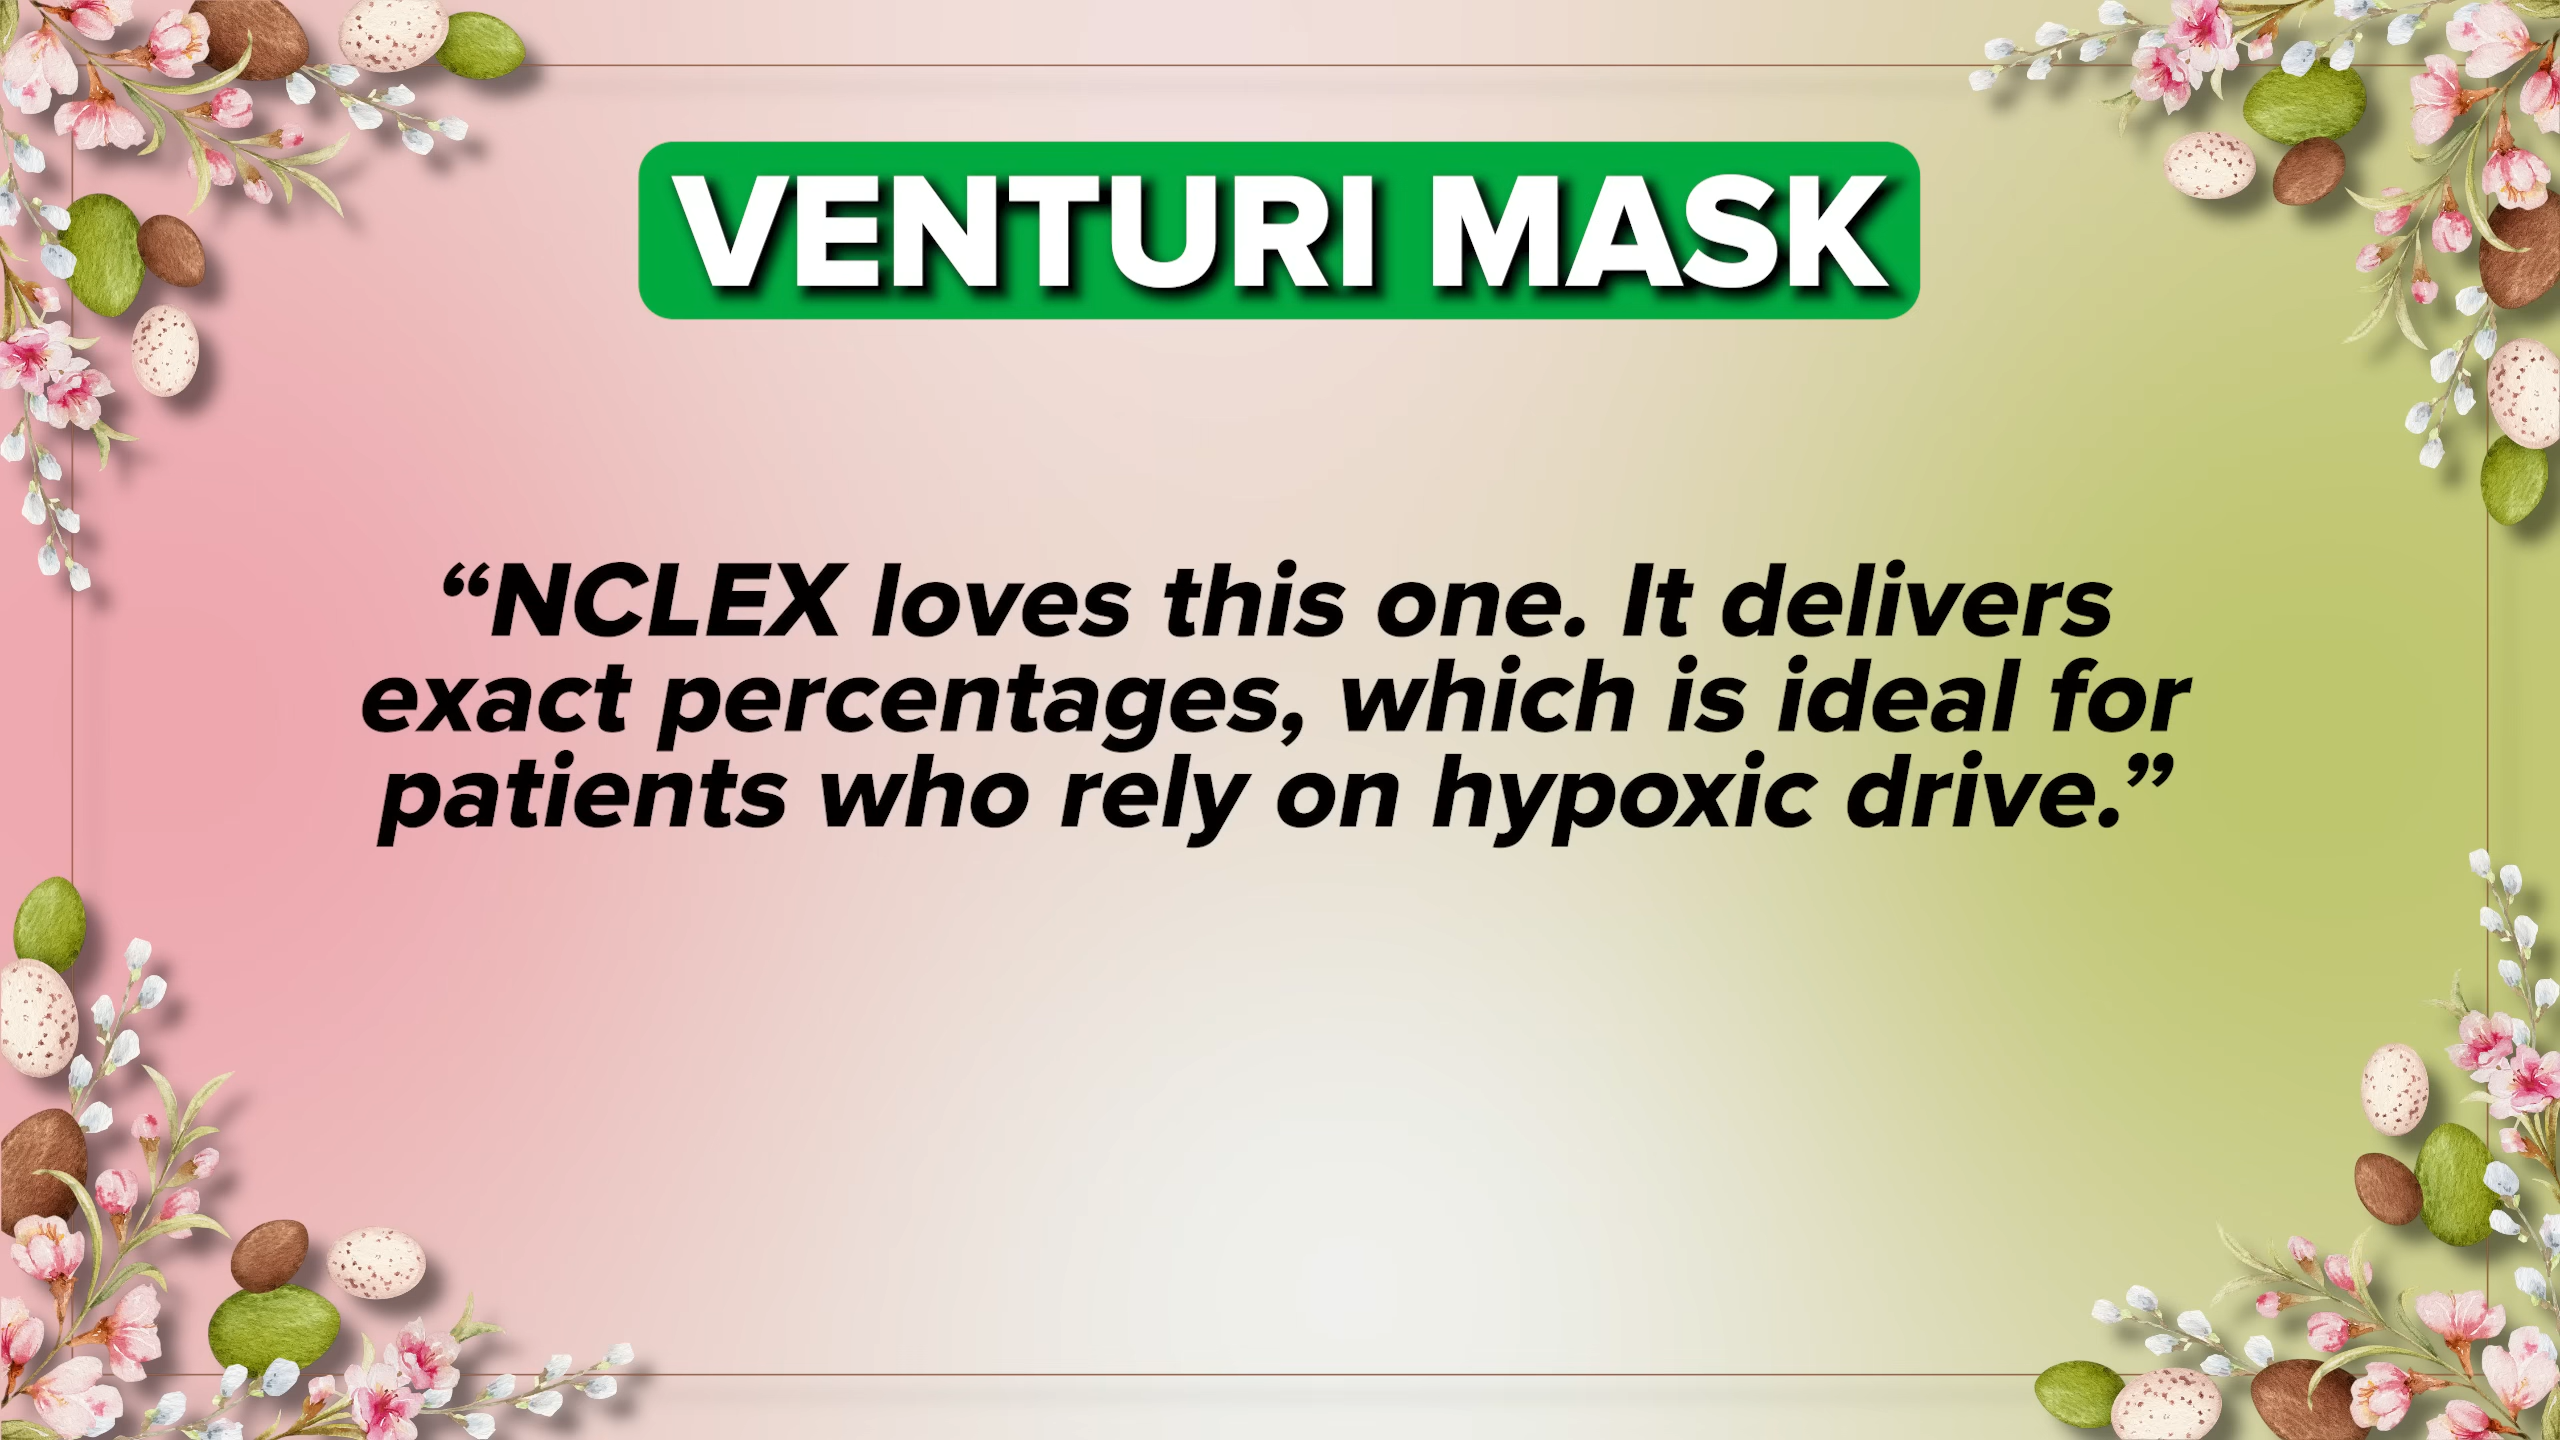 VENTURI MASK
“NCLEX loves this one. It delivers
exact percentages, which is ideal for
patients who rely on hypoxic drive.”